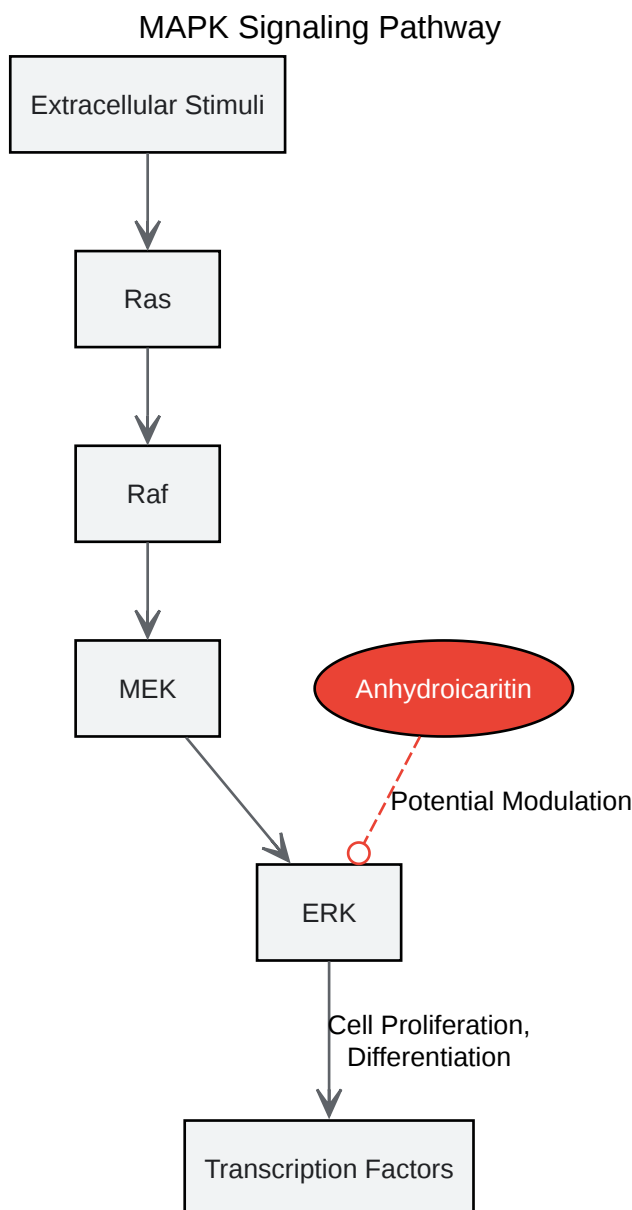 MAPK Signaling Pathway
Extracellular Stimuli
Ras
Raf
MEK
Anhydroicaritin
Potential Modulation
ERK
Cell Proliferation,
Differentiation
Transcription Factors